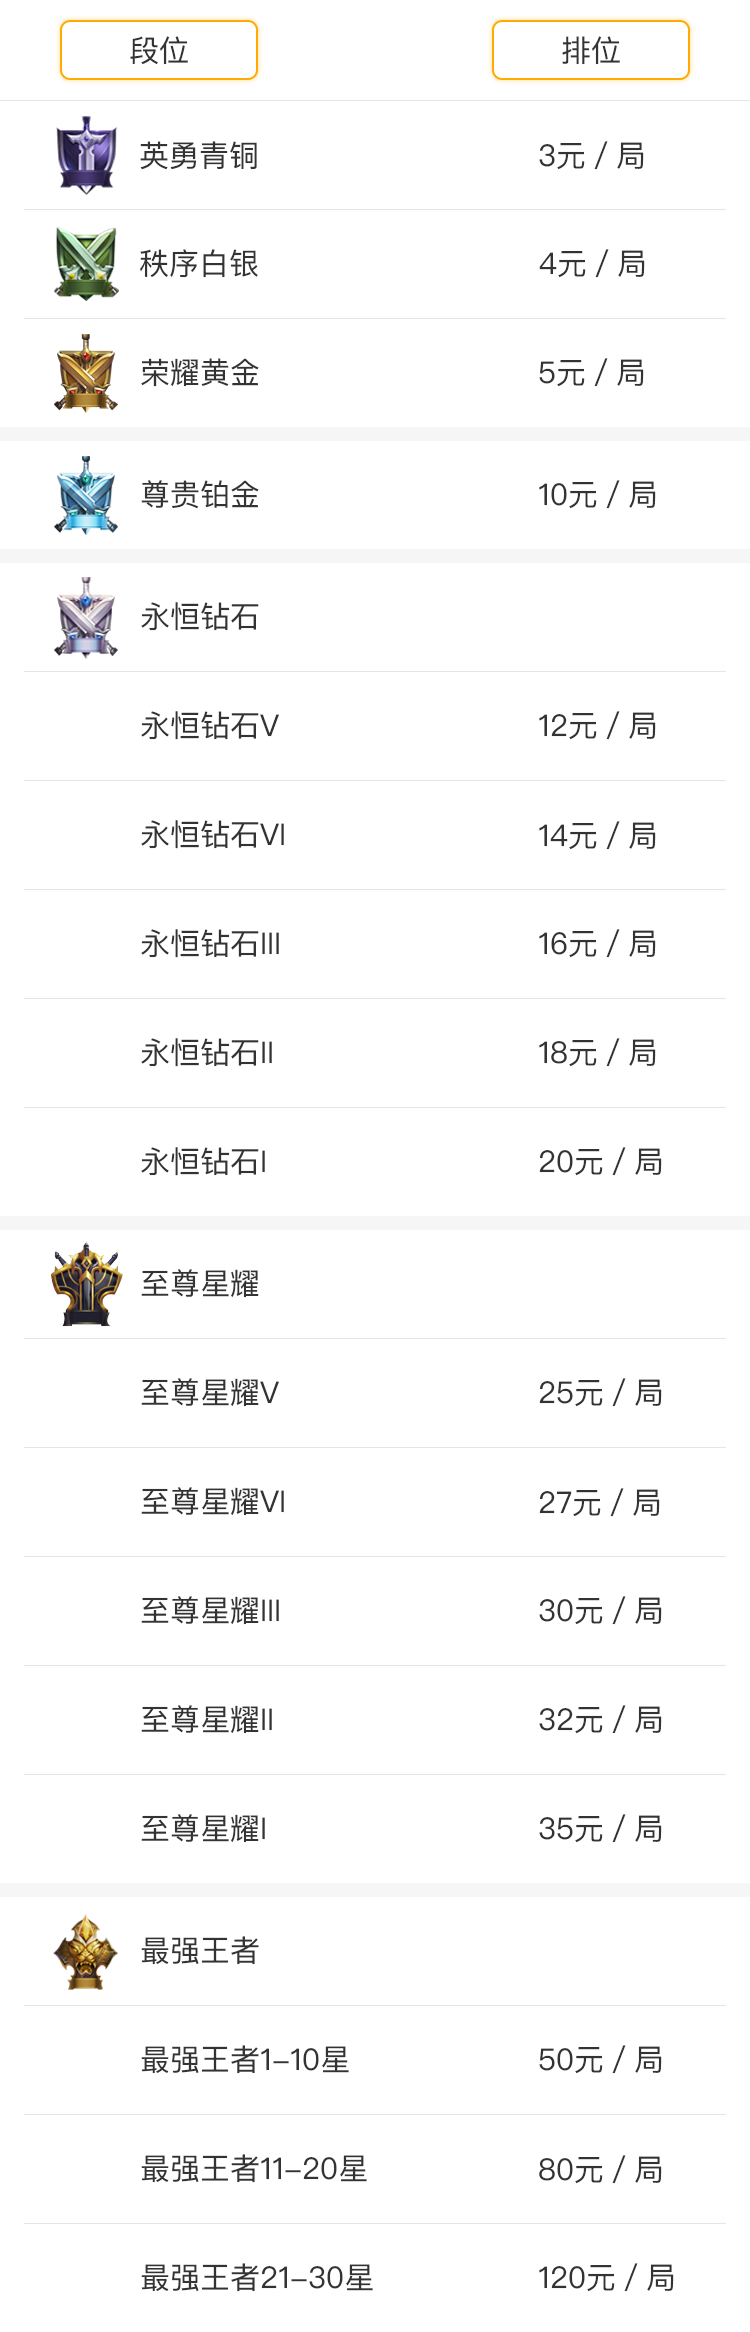 段位 排位
英勇青铜 3元 / 局
秩序白银 4元 / 局
荣耀黄金 5元 / 局
尊贵铂金 10元 / 局
永恒钻石
永恒钻石V 12元 / 局
永恒钻石VI 14元 / 局
永恒钻石III 16元 / 局
永恒钻石II 18元 / 局
永恒钻石I 20元 / 局
至尊星耀
至尊星耀V 25元 / 局
至尊星耀VI 27元 / 局
至尊星耀III 30元 / 局
至尊星耀II 32元 / 局
至尊星耀I 35元 / 局
最强王者
最强王者1–10星 50元 / 局
最强王者11–20星 80元 / 局
最强王者21–30星 120元 / 局